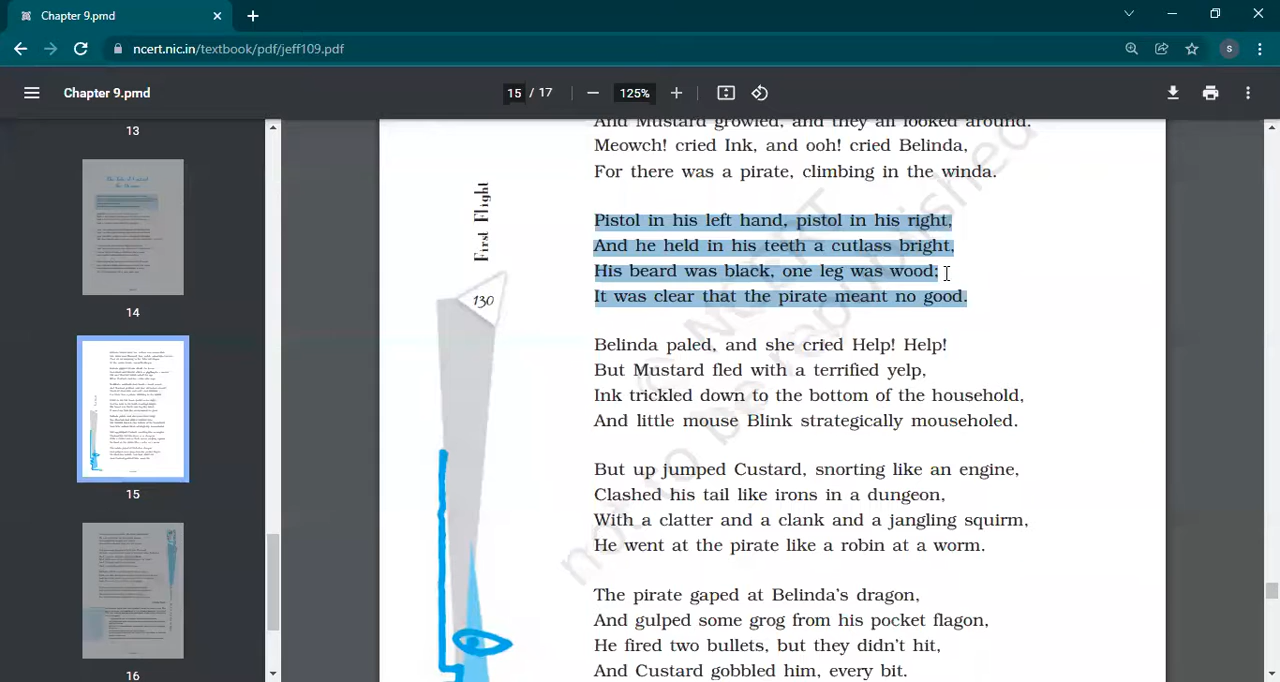 Chapter 9.pmd
ncert.nic.in/textbook/pdf/jeff109.pdf
S
Chapter 9.pmd
15 / 17
125%
13
14
15
16
First Flight
130
And Mustard growled, and they all looked around.
Meowch! cried Ink, and ooh! cried Belinda,
For there was a pirate, climbing in the winda.
Pistol in his left hand, pistol in his right,
And he held in his teeth a cutlass bright,
His beard was black, one leg was wood;
It was clear that the pirate meant no good.
Belinda paled, and she cried Help! Help!
But Mustard fled with a terrified yelp,
Ink trickled down to the bottom of the household,
And little mouse Blink strategically mouseholed.
But up jumped Custard, snorting like an engine,
Clashed his tail like irons in a dungeon,
With a clatter and a clank and a jangling squirm,
He went at the pirate like a robin at a worm.
The pirate gaped at Belinda's dragon,
And gulped some grog from his pocket flagon,
He fired two bullets, but they didn't hit,
And Custard gobbled him, every bit.
not to be republished